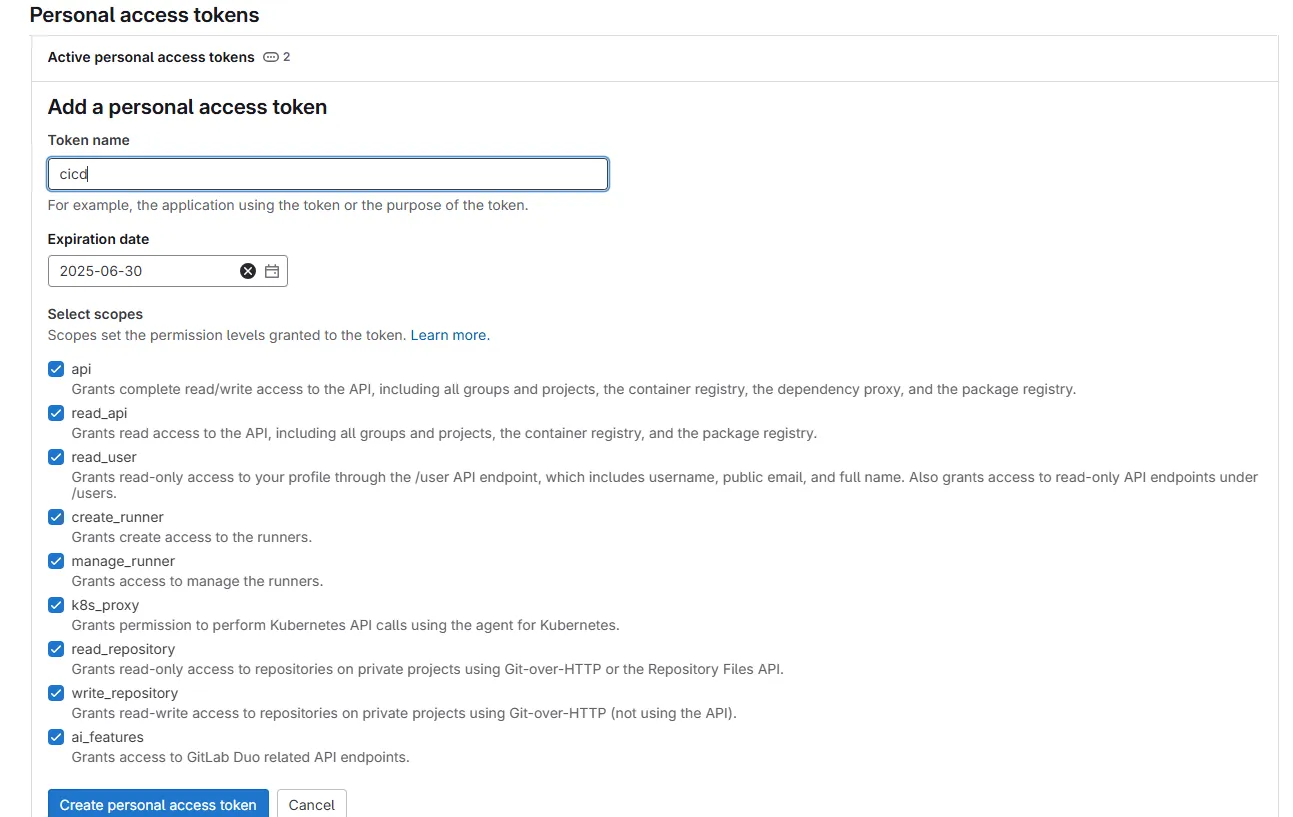 Personal access tokens
Active personal access tokens 2
Add a personal access token
Token name
cicd
For example, the application using the token or the purpose of the token.
Expiration date
2025-06-30
Select scopes
Scopes set the permission levels granted to the token. Learn more.
api
Grants complete read/write access to the API, including all groups and projects, the container registry, the dependency proxy, and the package registry.
read_api
Grants read access to the API, including all groups and projects, the container registry, and the package registry.
read_user
Grants read-only access to your profile through the /user API endpoint, which includes username, public email, and full name. Also grants access to read-only API endpoints under
/users.
create_runner
Grants create access to the runners.
manage_runner
Grants access to manage the runners.
k8s_proxy
Grants permission to perform Kubernetes API calls using the agent for Kubernetes.
read_repository
Grants read-only access to repositories on private projects using Git-over-HTTP or the Repository Files API.
write_repository
Grants read-write access to repositories on private projects using Git-over-HTTP (not using the API).
ai_features
Grants access to GitLab Duo related API endpoints.
Create personal access token Cancel